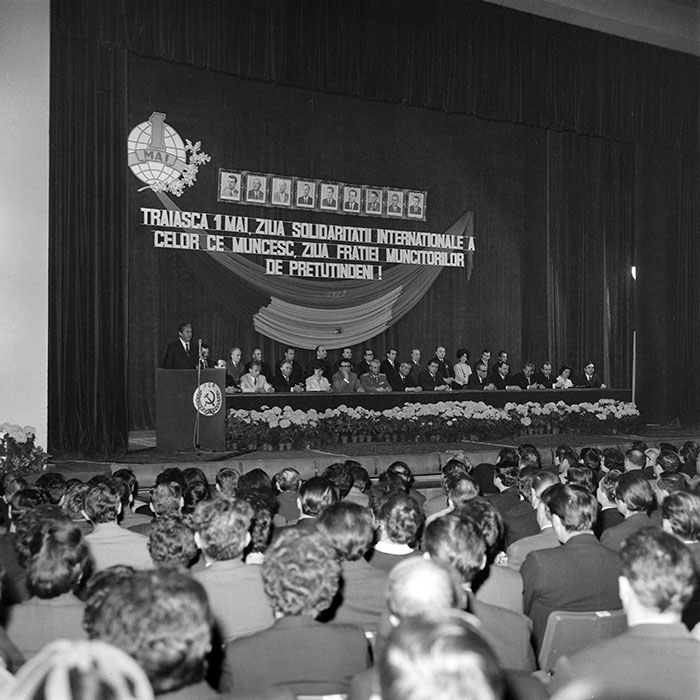 1
MAI
TRAIASCA 1 MAI, ZIUA SOLIDARITATII INTERNATIONALE A
CELOR CE MUNCESC, ZIUA FRATIEI MUNCITORILOR
DE PRETUTINDENI !